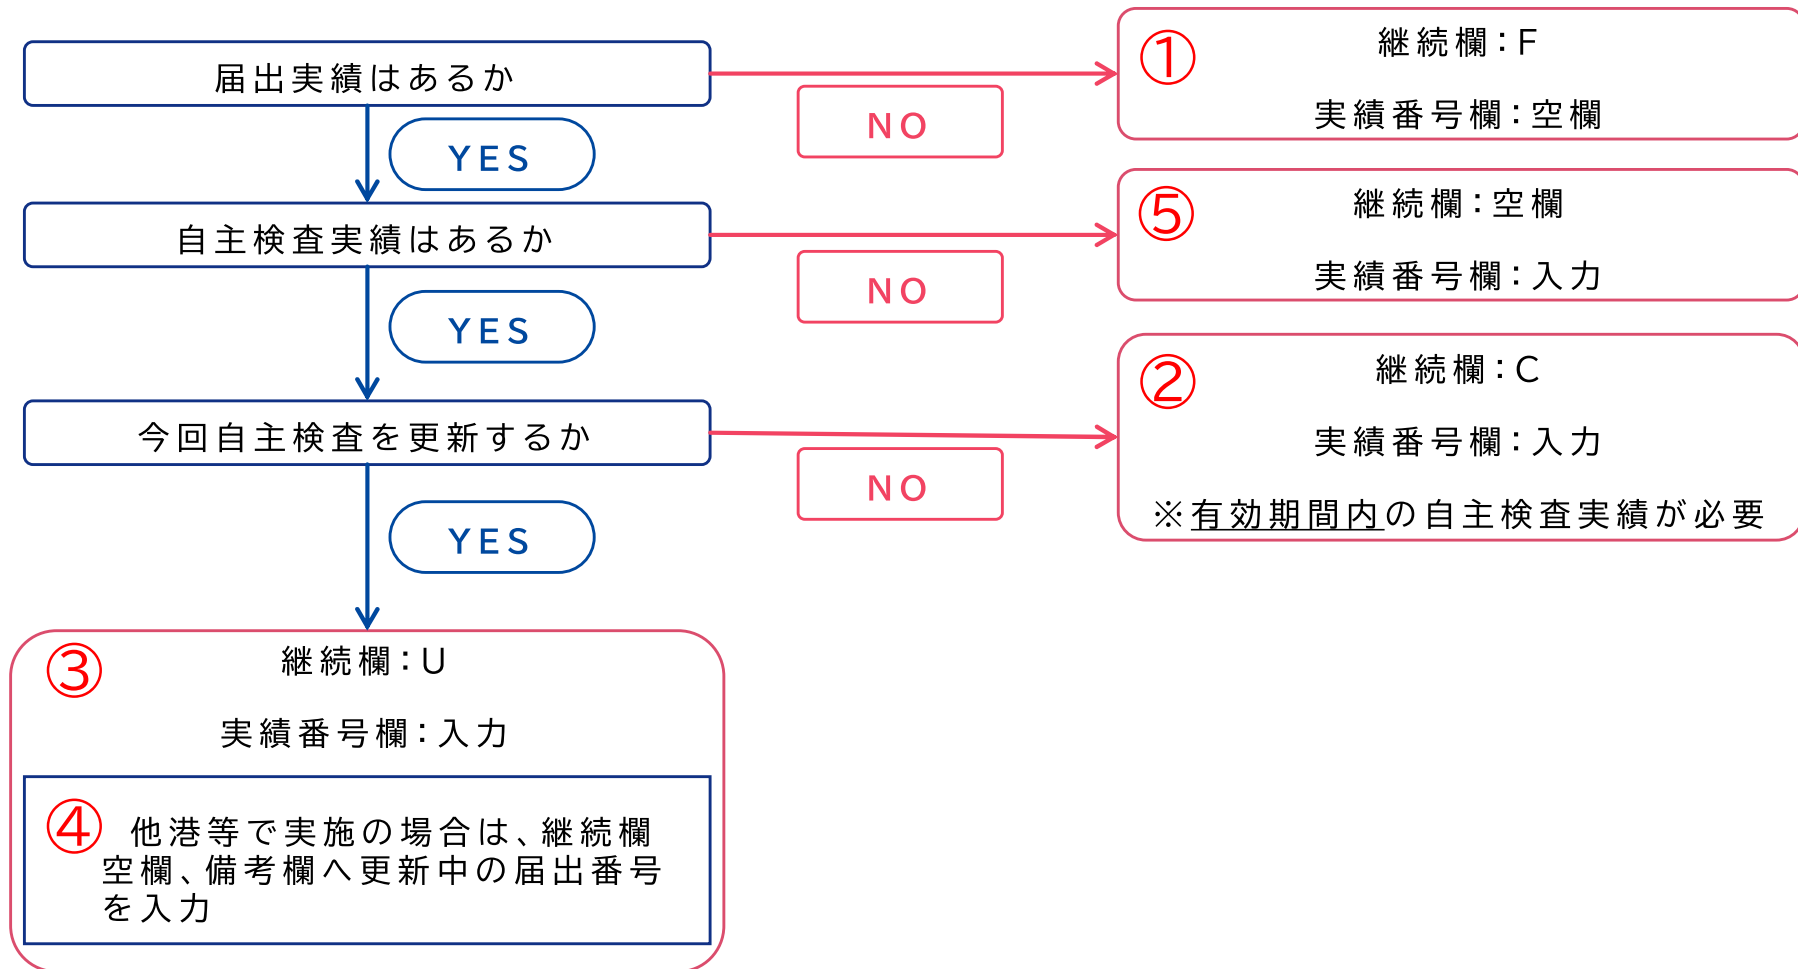 届出実績はあるか
NO
①
継続欄：F
実績番号欄：空欄
YES
自主検査実績はあるか
NO
⑤
継続欄：空欄
実績番号欄：入力
YES
今回自主検査を更新するか
NO
②
継続欄：C
実績番号欄：入力
※有効期間内の自主検査実績が必要
YES
③
継続欄：U
実績番号欄：入力
④
他港等で実施の場合は、継続欄
空欄、備考欄へ更新中の届出番号
を入力